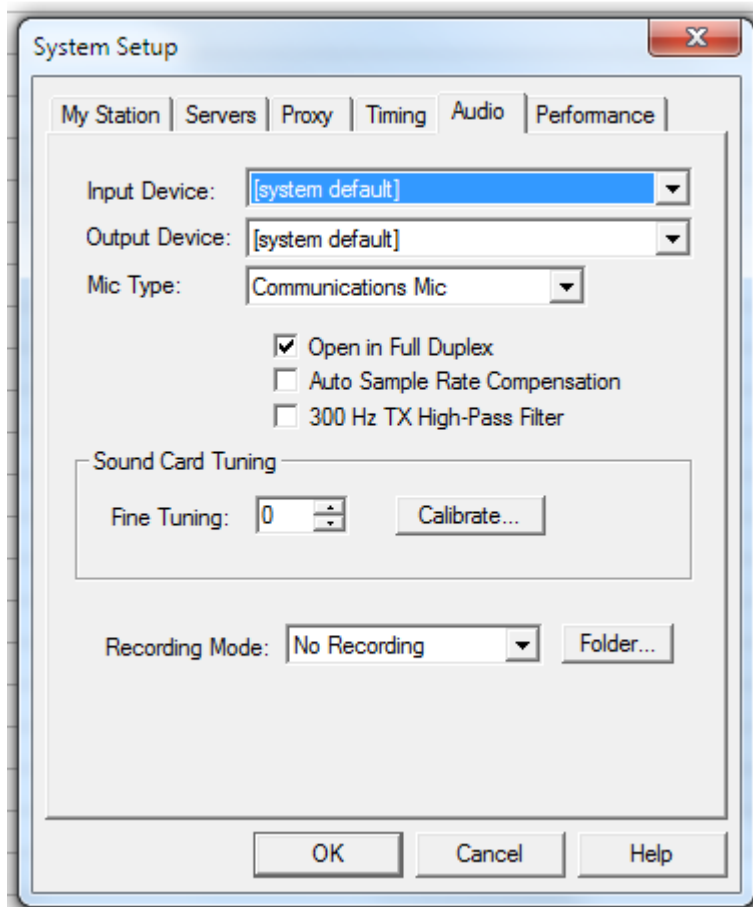 System Setup
My Station Servers Proxy Timing Audio Performance
Input Device: [system default]
Output Device: [system default]
Mic Type: Communications Mic
Open in Full Duplex
Auto Sample Rate Compensation
300 Hz TX High-Pass Filter
Sound Card Tuning
Fine Tuning: 0 Calibrate...
Recording Mode: No Recording Folder...
OK Cancel Help